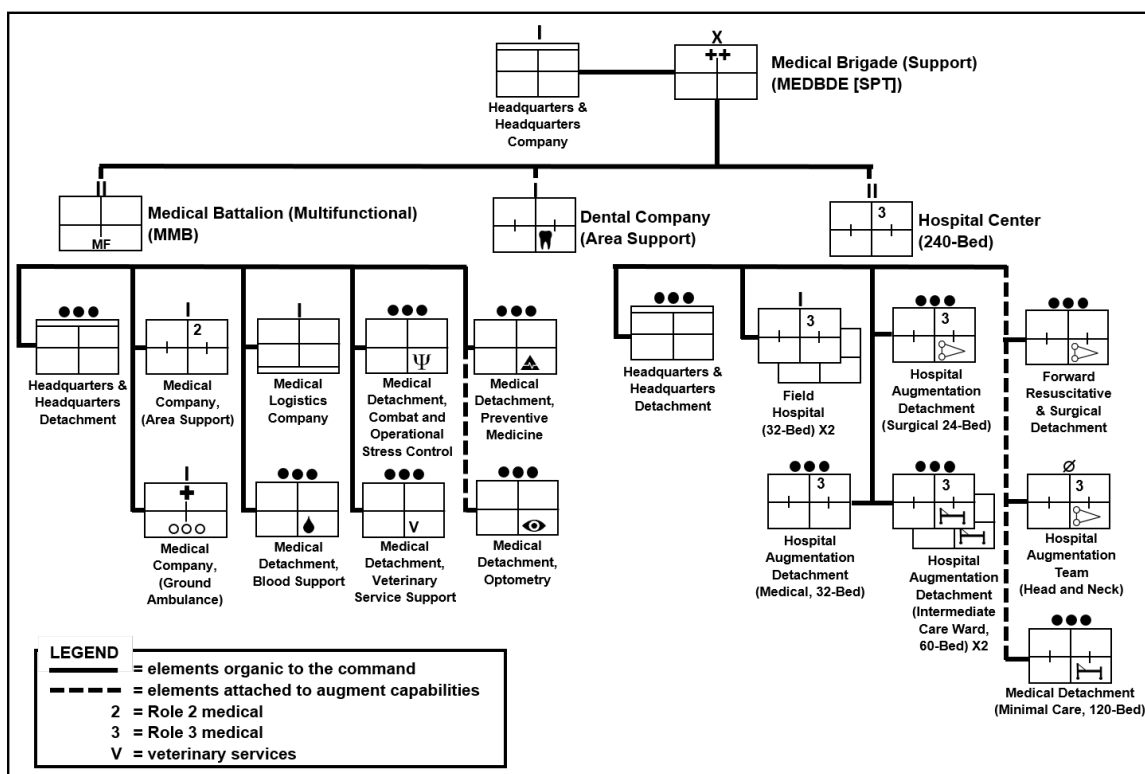 I
X
++
Medical Brigade (Support)
(MEDBDE [SPT])
Headquarters &
Headquarters
Company
II
MF
Medical Battalion (Multifunctional)
(MMB)
I
Dental Company
(Area Support)
II
3
Hospital Center
(240-Bed)
Headquarters &
Headquarters
Detachment
I
2
Medical
Company,
(Area Support)
I
Medical
Logistics
Company
Ψ
Medical
Detachment,
Combat and
Operational
Stress Control
Medical
Detachment,
Preventive
Medicine
I
Medical
Company,
(Ground
Ambulance)
Medical
Detachment,
Blood Support
V
Medical
Detachment,
Veterinary
Service Support
Medical
Detachment,
Optometry
Headquarters &
Headquarters
Detachment
I
3
Field
Hospital
(32-Bed) X2
3
Hospital
Augmentation
Detachment
(Surgical 24-Bed)
Forward
Resuscitative
& Surgical
Detachment
3
Hospital
Augmentation
Detachment
(Medical, 32-Bed)
3
Hospital
Augmentation
Detachment
(Intermediate
Care Ward,
60-Bed) X2
Ø
3
Hospital
Augmentation
Team
(Head and Neck)
Medical Detachment
(Minimal Care, 120-Bed)
LEGEND
= elements organic to the command
= elements attached to augment capabilities
2 = Role 2 medical
3 = Role 3 medical
V = veterinary services